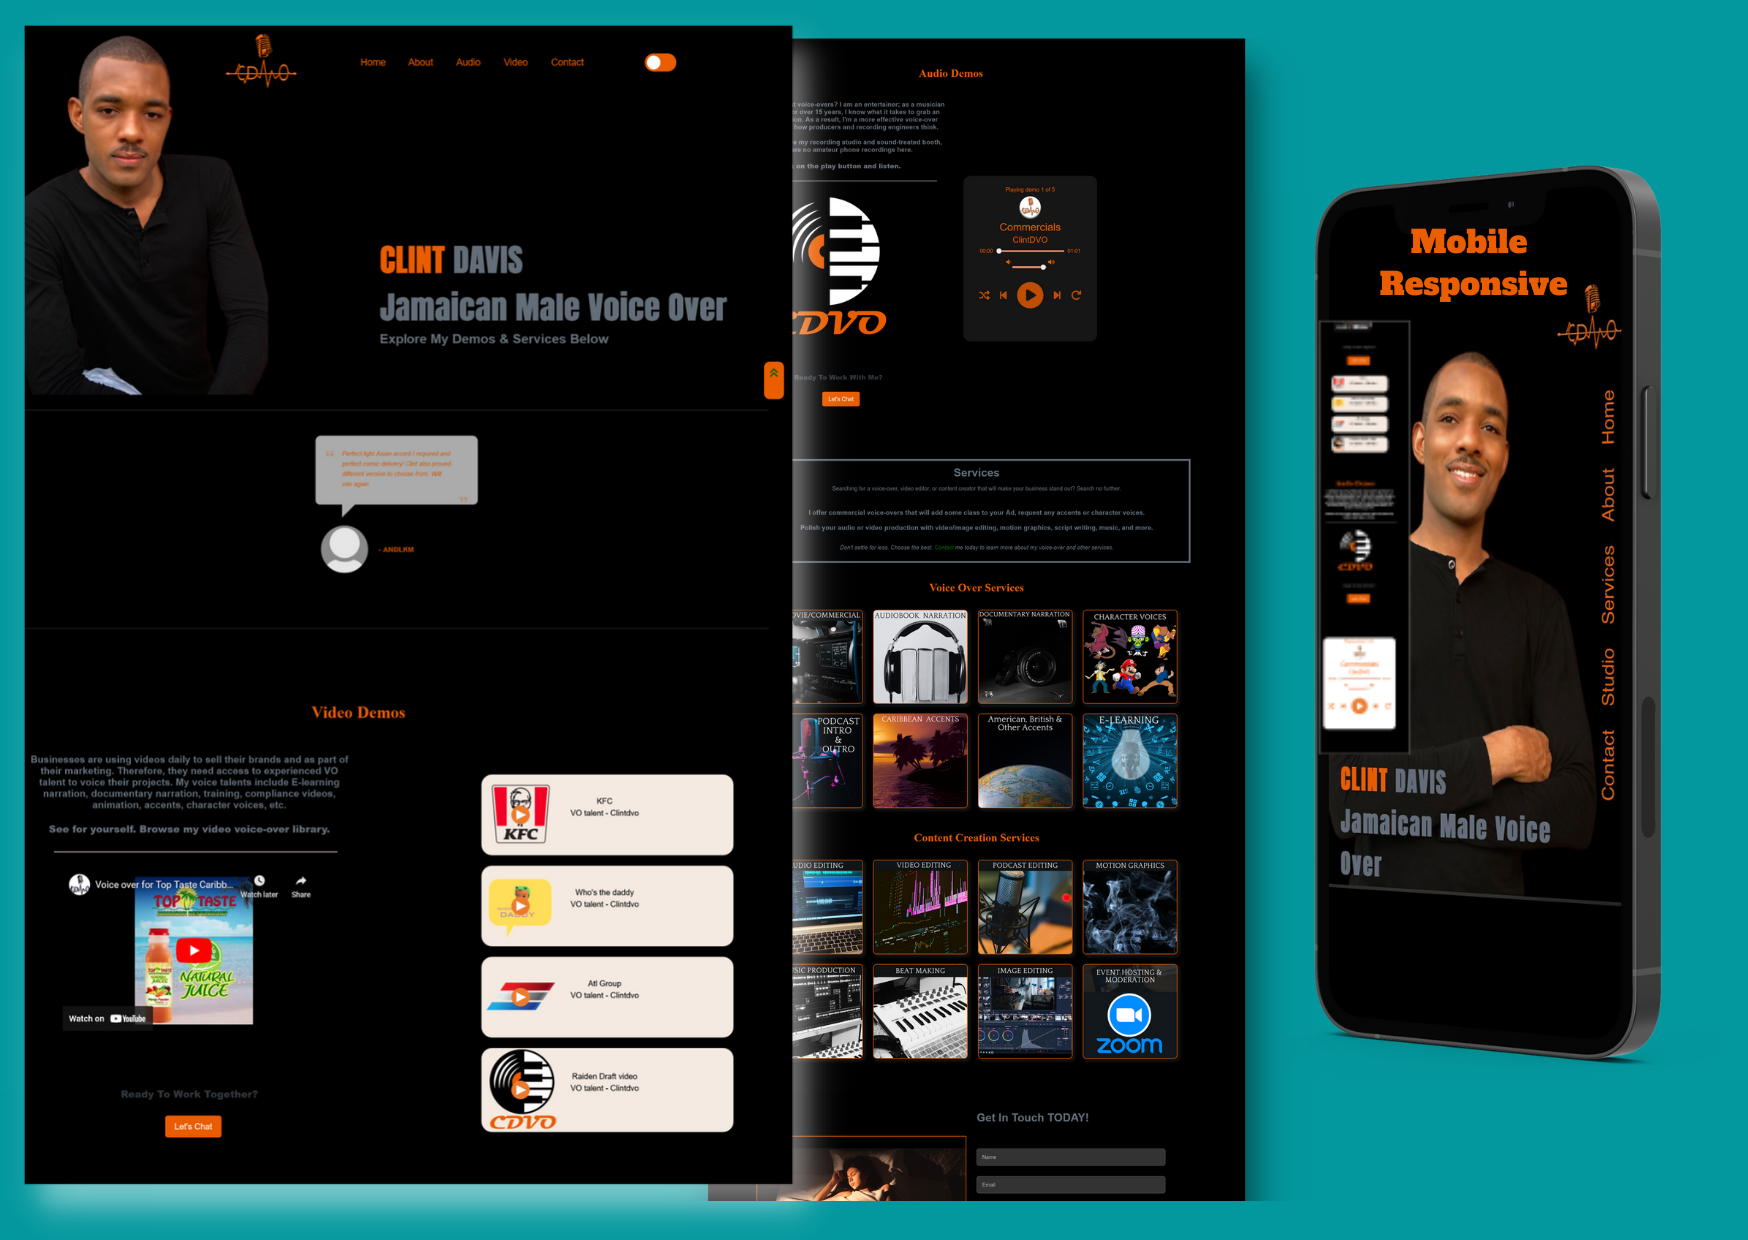 CDVO
Home About Audio Video Contact
CLINT DAVIS
Jamaican Male Voice Over
Explore My Demos & Services Below
Perfect light Asian accent I required and
perfect comic delivery! Clint also proved
different version to choose from. Will
use again
- ANDLRM
Video Demos
Businesses are using videos daily to sell their brands and as part of
their marketing. Therefore, they need access to experienced VO
talent to voice their projects. My voice talents include E-learning
narration, documentary narration, training, compliance videos,
animation, accents, character voices, etc.
See for yourself. Browse my video voice-over library.
Voice over for Top Taste Caribb...
Watch later
Share
TOP TASTE
NATURAL
JUICE
Watch on YouTube
Ready To Work Together?
Let's Chat
KFC
KFC
VO talent - Clintdvo
DADDY
Who's the daddy
VO talent - Clintdvo
Atl Group
VO talent - Clintdvo
CDVO
Raiden Draft video
VO talent - Clintdvo
Audio Demos
t voice-overs? I am an entertainer; as a musician
or over 15 years, I know what it takes to grab an
on. As a result, I'm a more effective voice-over
how producers and recording engineers think.
e my recording studio and sound-treated booth,
re no amateur phone recordings here.
on the play button and listen.
CDVO
Playing demo 1 of 5
Commercials
ClintDVO
00:00 01:01
Ready To Work With Me?
Let's Chat
Services
Searching for a voice-over, video editor, or content creator that will make your business stand out? Search no further.
I offer commercial voice-overs that will add some class to your Ad, request any accents or character voices.
Polish your audio or video production with video/image editing, motion graphics, script writing, music, and more.
Don't settle for less. Choose the best. Contact me today to learn more about my voice-over and other services.
Voice Over Services
OVIE/COMMERCIAL
AUDIOBOOK NARRATION
DOCUMENTARY NARRATION
CHARACTER VOICES
PODCAST
INTRO
&
OUTRO
CARIBBEAN ACCENTS
American, British &
Other Accents
E-LEARNING
Content Creation Services
UDIO EDITING
VIDEO EDITING
PODCAST EDITING
MOTION GRAPHICS
SIC PRODUCTION
BEAT MAKING
IMAGE EDITING
EVENT HOSTING &
MODERATION
zoom
Get In Touch TODAY!
Name
Email
Mobile
Responsive
CDVO
Home
About
Services
Studio
Contact
CLINT DAVIS
Jamaican Male Voice
Over